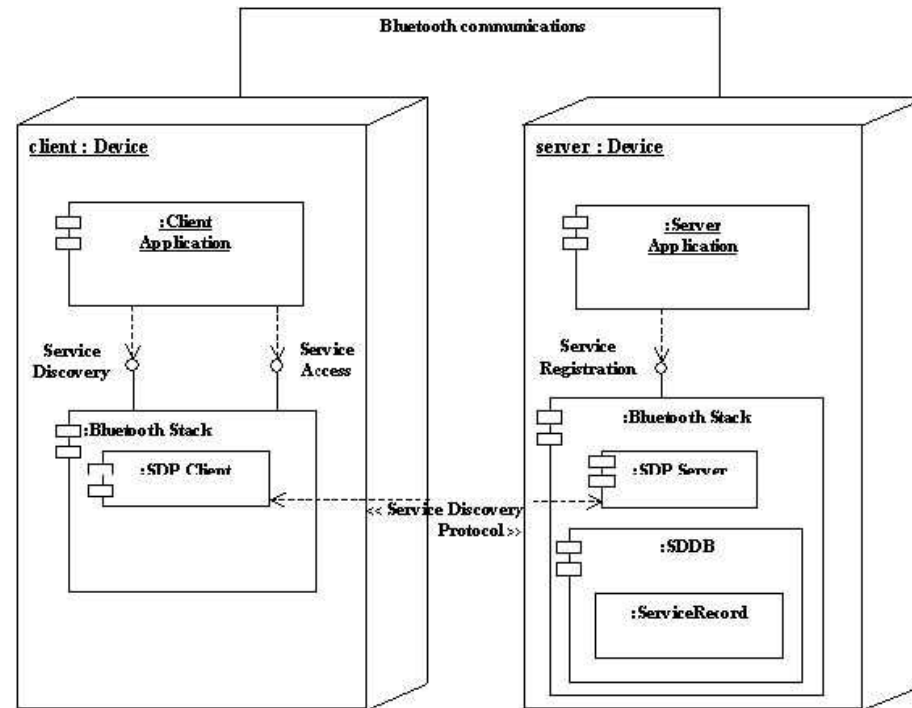 Bluetooth communications
client : Device
:Client
Application
Service
Discovery
Service
Access
:Bluetooth Stack
:SDP Client
server : Device
:Server
Application
Service
Registration
:Bluetooth Stack
:SDP Server
<< Service Discovery
Protocol >>
:SDDB
:ServiceRecord